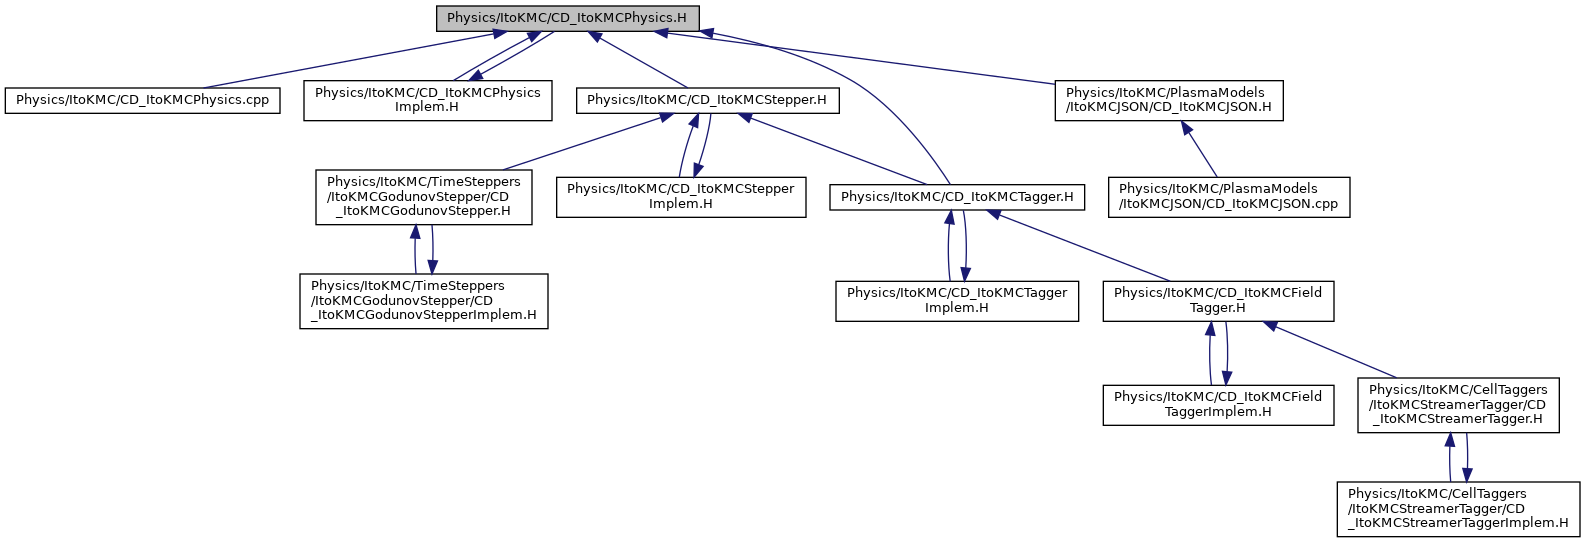 Physics/ItoKMC/CD_ItoKMCPhysics.H
Physics/ItoKMC/CD_ItoKMCPhysics.cpp
Physics/ItoKMC/CD_ItoKMCPhysics
Implem.H
Physics/ItoKMC/CD_ItoKMCStepper.H
Physics/ItoKMC/PlasmaModels
/ItoKMCJSON/CD_ItoKMCJSON.H
Physics/ItoKMC/TimeSteppers
/ItoKMCGodunovStepper/CD
_ItoKMCGodunovStepper.H
Physics/ItoKMC/CD_ItoKMCStepper
Implem.H
Physics/ItoKMC/CD_ItoKMCTagger.H
Physics/ItoKMC/PlasmaModels
/ItoKMCJSON/CD_ItoKMCJSON.cpp
Physics/ItoKMC/TimeSteppers
/ItoKMCGodunovStepper/CD
_ItoKMCGodunovStepperImplem.H
Physics/ItoKMC/CD_ItoKMCTagger
Implem.H
Physics/ItoKMC/CD_ItoKMCField
Tagger.H
Physics/ItoKMC/CD_ItoKMCField
TaggerImplem.H
Physics/ItoKMC/CellTaggers
/ItoKMCStreamerTagger/CD
_ItoKMCStreamerTagger.H
Physics/ItoKMC/CellTaggers
/ItoKMCStreamerTagger/CD
_ItoKMCStreamerTaggerImplem.H